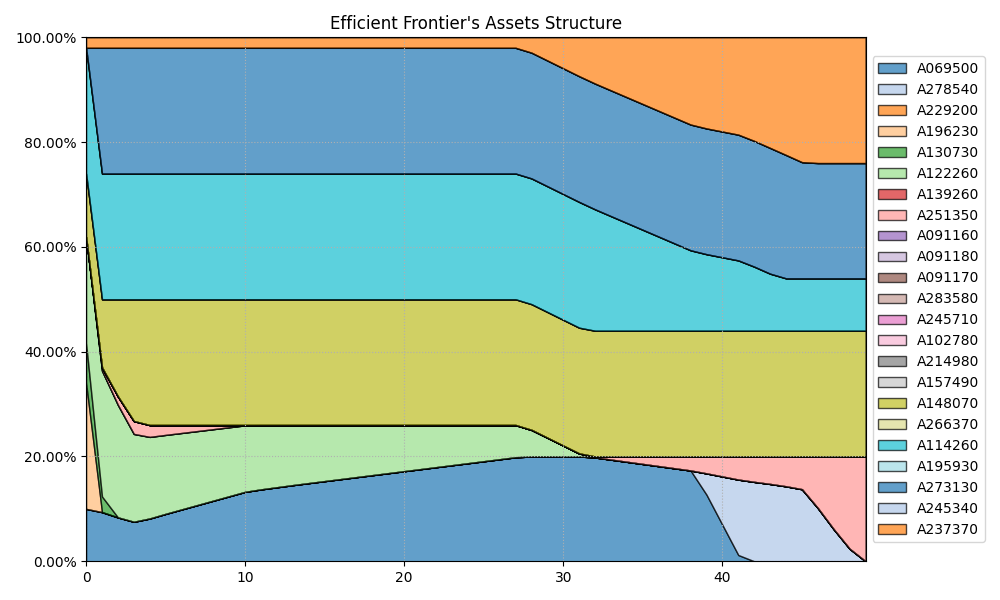 Efficient Frontier's Assets Structure
100.00%
80.00%
60.00%
40.00%
20.00%
0.00%
0 10 20 30 40
A069500
A278540
A229200
A196230
A130730
A122260
A139260
A251350
A091160
A091180
A091170
A283580
A245710
A102780
A214980
A157490
A148070
A266370
A114260
A195930
A273130
A245340
A237370